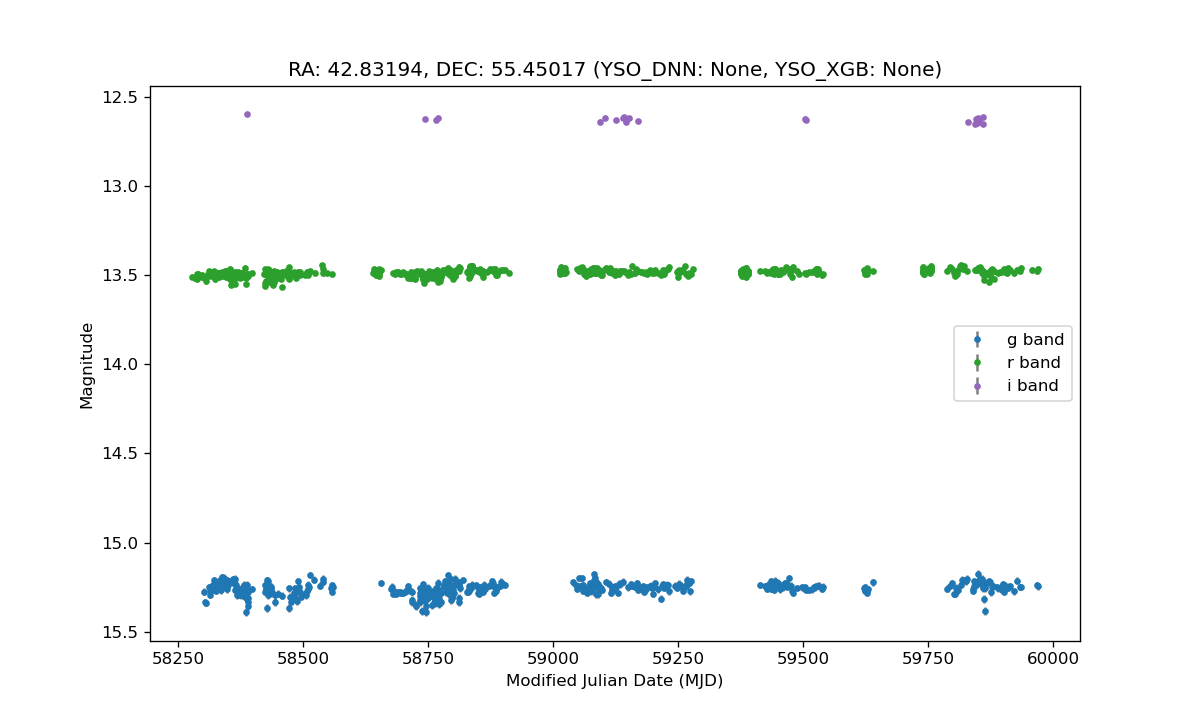 RA: 42.83194, DEC: 55.45017 (YSO_DNN: None, YSO_XGB: None)
12.5
13.0
13.5
14.0
14.5
15.0
15.5
Magnitude
g band
r band
i band
58250 58500 58750 59000 59250 59500 59750 60000
Modified Julian Date (MJD)